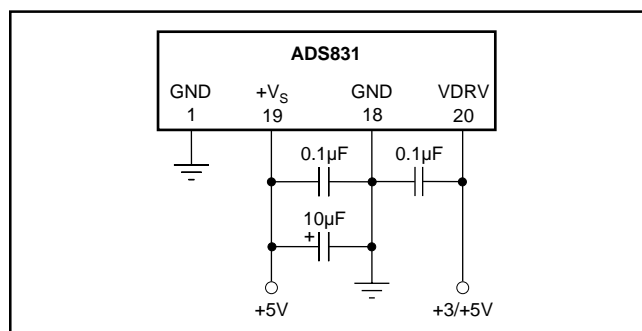 ADS831
GND +VS GND VDRV
1 19 18 20
0.1µF 0.1µF
10µF
+
+5V +3/+5V